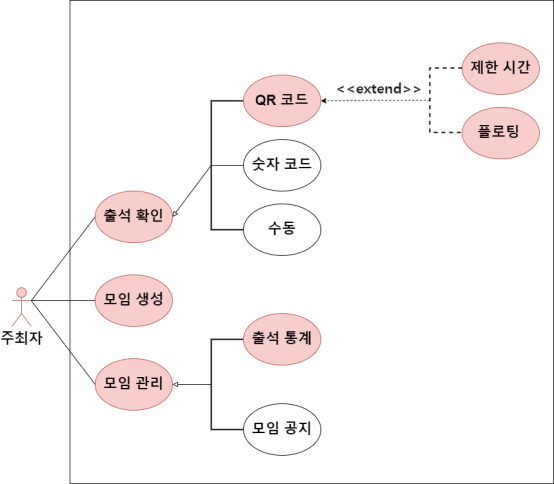 제한 시간
QR 코드
<<extend>>
플로팅
숫자 코드
출석 확인
수동
모임 생성
주최자
출석 통계
모임 관리
모임 공지